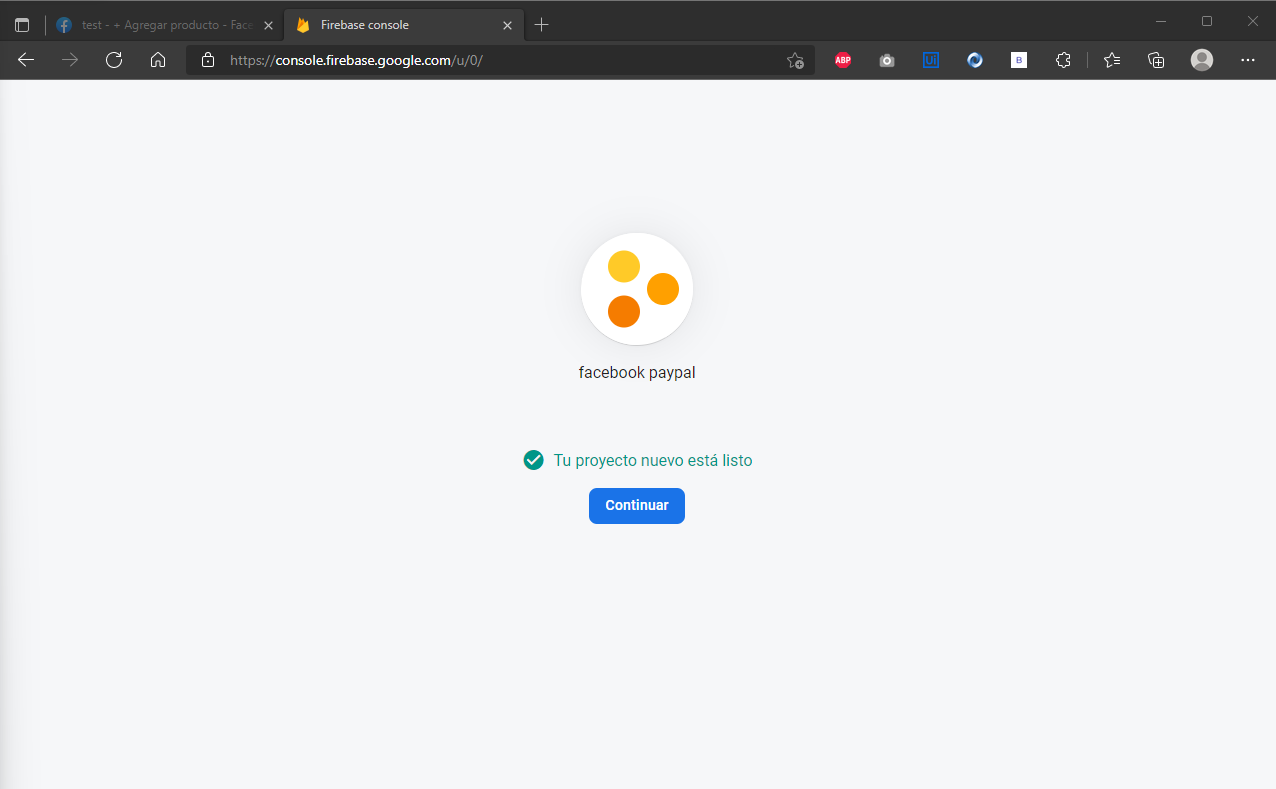 test - + Agregar producto - Face
Firebase console
https://console.firebase.google.com/u/0/
ABP
UI
B
facebook paypal
Tu proyecto nuevo está listo
Continuar